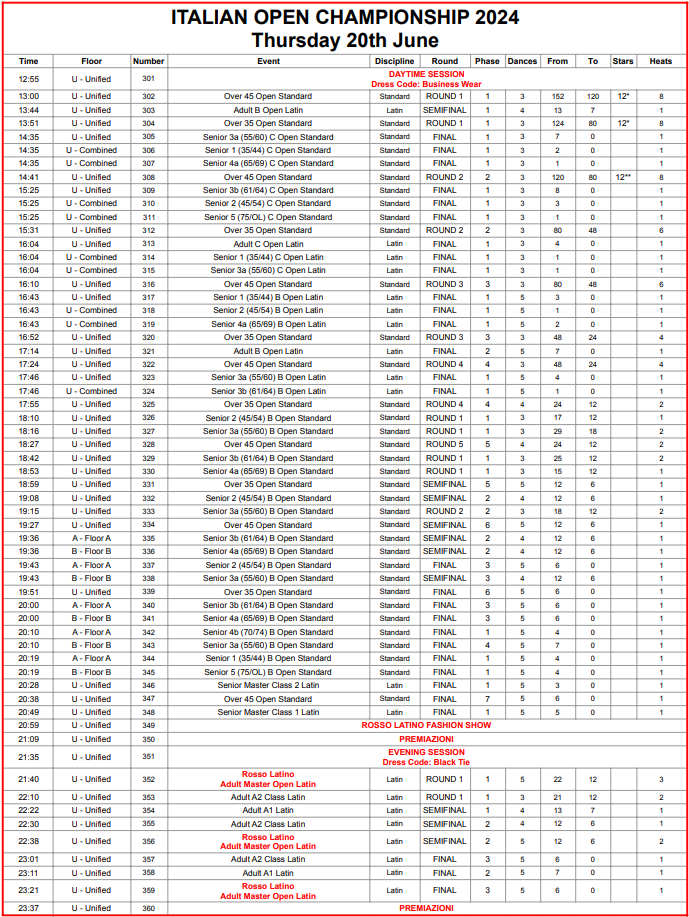 ITALIAN OPEN CHAMPIONSHIP 2024
Thursday 20th June
Time Floor Number Event Discipline Round Phase Dances From To Stars Heats
12:55 U - Unified 301 DAYTIME SESSION
Dress Code: Business Wear
13:00 U - Unified 302 Over 45 Open Standard Standard ROUND 1 1 3 152 120 12* 8
13:44 U - Unified 303 Adult B Open Latin Latin SEMIFINAL 1 4 13 7 1
13:51 U - Unified 304 Over 35 Open Standard Standard ROUND 1 1 3 124 80 12* 8
14:35 U - Unified 305 Senior 3a (55/60) C Open Standard Standard FINAL 1 3 7 0 1
14:35 U - Combined 306 Senior 1 (35/44) C Open Standard Standard FINAL 1 3 2 0 1
14:35 U - Combined 307 Senior 4a (65/69) C Open Standard Standard FINAL 1 3 1 0 1
14:41 U - Unified 308 Over 45 Open Standard Standard ROUND 2 2 3 120 80 12** 8
15:25 U - Unified 309 Senior 3b (61/64) C Open Standard Standard FINAL 1 3 8 0 1
15:25 U - Combined 310 Senior 2 (45/54) C Open Standard Standard FINAL 1 3 3 0 1
15:25 U - Combined 311 Senior 5 (75/OL) C Open Standard Standard FINAL 1 3 1 0 1
15:31 U - Unified 312 Over 35 Open Standard Standard ROUND 2 2 3 80 48 6
16:04 U - Unified 313 Adult C Open Latin Latin FINAL 1 3 4 0 1
16:04 U - Combined 314 Senior 1 (35/44) C Open Latin Latin FINAL 1 3 1 0 1
16:04 U - Combined 315 Senior 3a (55/60) C Open Latin Latin FINAL 1 3 1 0 1
16:10 U - Unified 316 Over 45 Open Standard Standard ROUND 3 3 3 80 48 6
16:43 U - Unified 317 Senior 1 (35/44) B Open Latin Latin FINAL 1 5 3 0 1
16:43 U - Combined 318 Senior 2 (45/54) B Open Latin Latin FINAL 1 5 1 0 1
16:43 U - Combined 319 Senior 4a (65/69) B Open Latin Latin FINAL 1 5 2 0 1
16:52 U - Unified 320 Over 35 Open Standard Standard ROUND 3 3 3 48 24 4
17:14 U - Unified 321 Adult B Open Latin Latin FINAL 2 5 7 0 1
17:24 U - Unified 322 Over 45 Open Standard Standard ROUND 4 4 3 48 24 4
17:46 U - Unified 323 Senior 3a (55/60) B Open Latin Latin FINAL 1 5 4 0 1
17:46 U - Combined 324 Senior 3b (61/64) B Open Latin Latin FINAL 1 5 1 0 1
17:55 U - Unified 325 Over 35 Open Standard Standard ROUND 4 4 4 24 12 2
18:10 U - Unified 326 Senior 2 (45/54) B Open Standard Standard ROUND 1 1 3 17 12 1
18:16 U - Unified 327 Senior 3a (55/60) B Open Standard Standard ROUND 1 1 3 29 18 2
18:27 U - Unified 328 Over 45 Open Standard Standard ROUND 5 5 4 24 12 2
18:42 U - Unified 329 Senior 3b (61/64) B Open Standard Standard ROUND 1 1 3 25 12 2
18:53 U - Unified 330 Senior 4a (65/69) B Open Standard Standard ROUND 1 1 3 15 12 1
18:59 U - Unified 331 Over 35 Open Standard Standard SEMIFINAL 5 5 12 6 1
19:08 U - Unified 332 Senior 2 (45/54) B Open Standard Standard SEMIFINAL 2 4 12 6 1
19:15 U - Unified 333 Senior 3a (55/60) B Open Standard Standard ROUND 2 2 3 18 12 2
19:27 U - Unified 334 Over 45 Open Standard Standard SEMIFINAL 6 5 12 6 1
19:36 A - Floor A 335 Senior 3b (61/64) B Open Standard Standard SEMIFINAL 2 4 12 6 1
19:36 B - Floor B 336 Senior 4a (65/69) B Open Standard Standard SEMIFINAL 2 4 12 6 1
19:43 A - Floor A 337 Senior 2 (45/54) B Open Standard Standard FINAL 3 5 6 0 1
19:43 B - Floor B 338 Senior 3a (55/60) B Open Standard Standard SEMIFINAL 3 4 12 6 1
19:51 U - Unified 339 Over 35 Open Standard Standard FINAL 6 5 6 0 1
20:00 A - Floor A 340 Senior 3b (61/64) B Open Standard Standard FINAL 3 5 6 0 1
20:00 B - Floor B 341 Senior 4a (65/69) B Open Standard Standard FINAL 3 5 6 0 1
20:10 A - Floor A 342 Senior 4b (70/74) B Open Standard Standard FINAL 1 5 4 0 1
20:10 B - Floor B 343 Senior 3a (55/60) B Open Standard Standard FINAL 4 5 7 0 1
20:19 A - Floor A 344 Senior 1 (35/44) B Open Standard Standard FINAL 1 5 4 0 1
20:19 B - Floor B 345 Senior 5 (75/OL) B Open Standard Standard FINAL 1 5 4 0 1
20:28 U - Unified 346 Senior Master Class 2 Latin Latin FINAL 1 5 3 0 1
20:38 U - Unified 347 Over 45 Open Standard Standard FINAL 7 5 6 0 1
20:49 U - Unified 348 Senior Master Class 1 Latin Latin FINAL 1 5 5 0 1
20:59 U - Unified 349 ROSSO LATINO FASHION SHOW
21:09 U - Unified 350 PREMIAZIONI
21:35 U - Unified 351 EVENING SESSION
Dress Code: Black Tie
21:40 U - Unified 352 Rosso Latino
Adult Master Open Latin Latin ROUND 1 1 5 22 12 3
22:10 U - Unified 353 Adult A2 Class Latin Latin ROUND 1 1 3 21 12 2
22:22 U - Unified 354 Adult A1 Latin Latin SEMIFINAL 1 4 13 7 1
22:30 U - Unified 355 Adult A2 Class Latin Latin SEMIFINAL 2 4 12 6 1
22:38 U - Unified 356 Rosso Latino
Adult Master Open Latin Latin SEMIFINAL 2 5 12 6 2
23:01 U - Unified 357 Adult A2 Class Latin Latin FINAL 3 5 6 0 1
23:11 U - Unified 358 Adult A1 Latin Latin FINAL 2 5 7 0 1
23:21 U - Unified 359 Rosso Latino
Adult Master Open Latin Latin FINAL 3 5 6 0 1
23:37 U - Unified 360 PREMIAZIONI